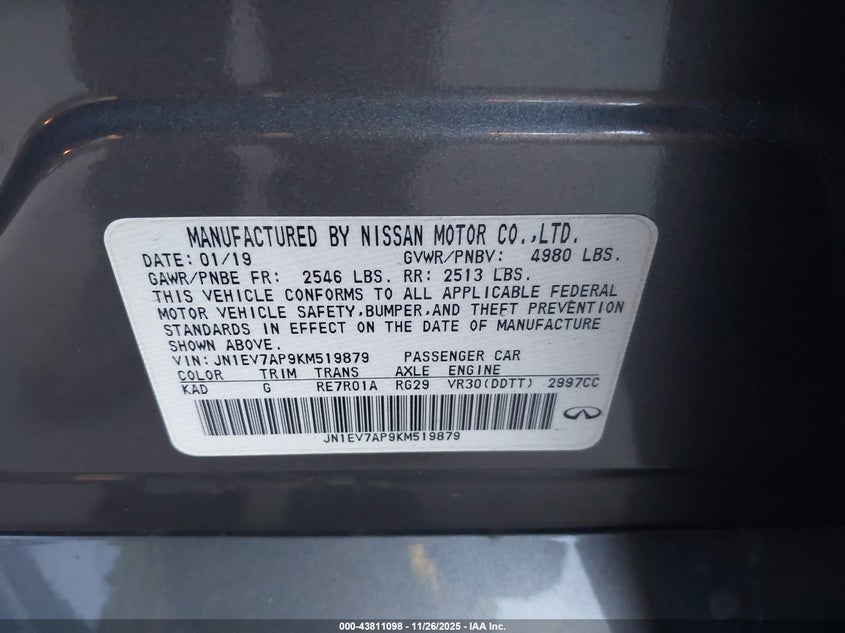 MANUFACTURED BY NISSAN MOTOR CO.,LTD.
DATE: 01/19 GVWR/PNBV: 4980 LBS.
GAWR/PNBE FR: 2546 LBS. RR: 2513 LBS.
THIS VEHICLE CONFORMS TO ALL APPLICABLE FEDERAL
MOTOR VEHICLE SAFETY,BUMPER,AND THEFT PREVENTION
STANDARDS IN EFFECT ON THE DATE OF MANUFACTURE
SHOWN ABOVE.
VIN: JN1EV7AP9KM519879 PASSENGER CAR
COLOR TRIM TRANS AXLE ENGINE
KAD G RE7R01A RG29 VR30(DDTT) 2997CC
JN1EV7AP9KM519879
000-43811098 - 11/26/2025 - IAA Inc.